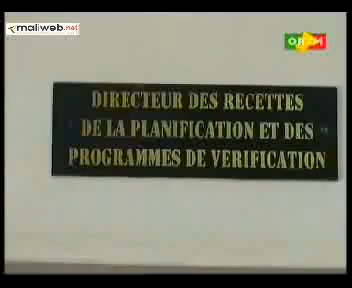 maliweb.net
ORTM
DIRECTEUR DES RECETTES
DE LA PLANIFICATION ET DES
PROGRAMMES DE VERIFICATION